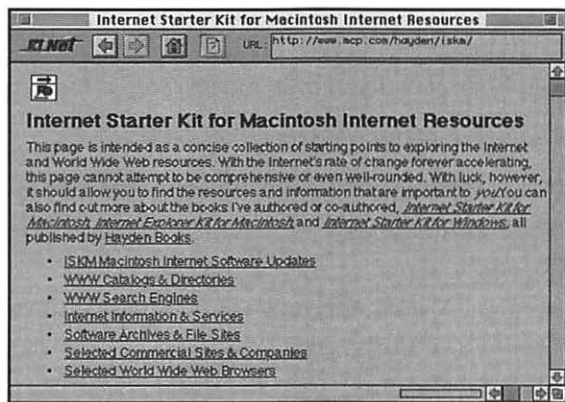 Internet Starter Kit for Macintosh Internet Resources
URL: http://www.mcp.com/hayden/iskm/
Internet Starter Kit for Macintosh Internet Resources
This page is intended as a concise collection of starting points to exploring the Internet
and World Wide Web resources. With the Internet's rate of change forever accelerating,
this page cannot attempt to be comprehensive or even well-rounded. With luck, however,
it should allow you to find the resources and information that are important to you! You can
also find out more about the books I've authored or co-authored, Internet Starter Kit for
Macintosh, Internet Explorer Kit for Macintosh, and Internet Starter Kit for Windows, all
published by Hayden Books.
• ISKM Macintosh Internet Software Updates
• WWW Catalogs & Directories
• WWW Search Engines
• Internet Information & Services
• Software Archives & File Sites
• Selected Commercial Sites & Companies
• Selected World Wide Web Browsers